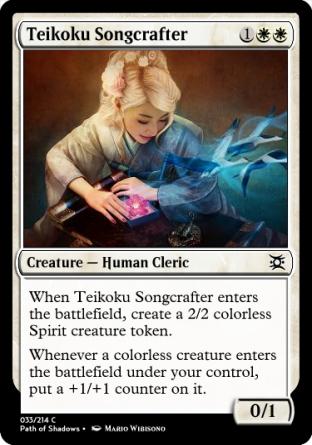 Teikoku Songcrafter 1
Creature — Human Cleric
When Teikoku Songcrafter enters
the battlefield, create a 2/2 colorless
Spirit creature token.
Whenever a colorless creature enters
the battlefield under your control,
put a +1/+1 counter on it.
0/1
033/214 C
Path of Shadows • Mario Wibisono